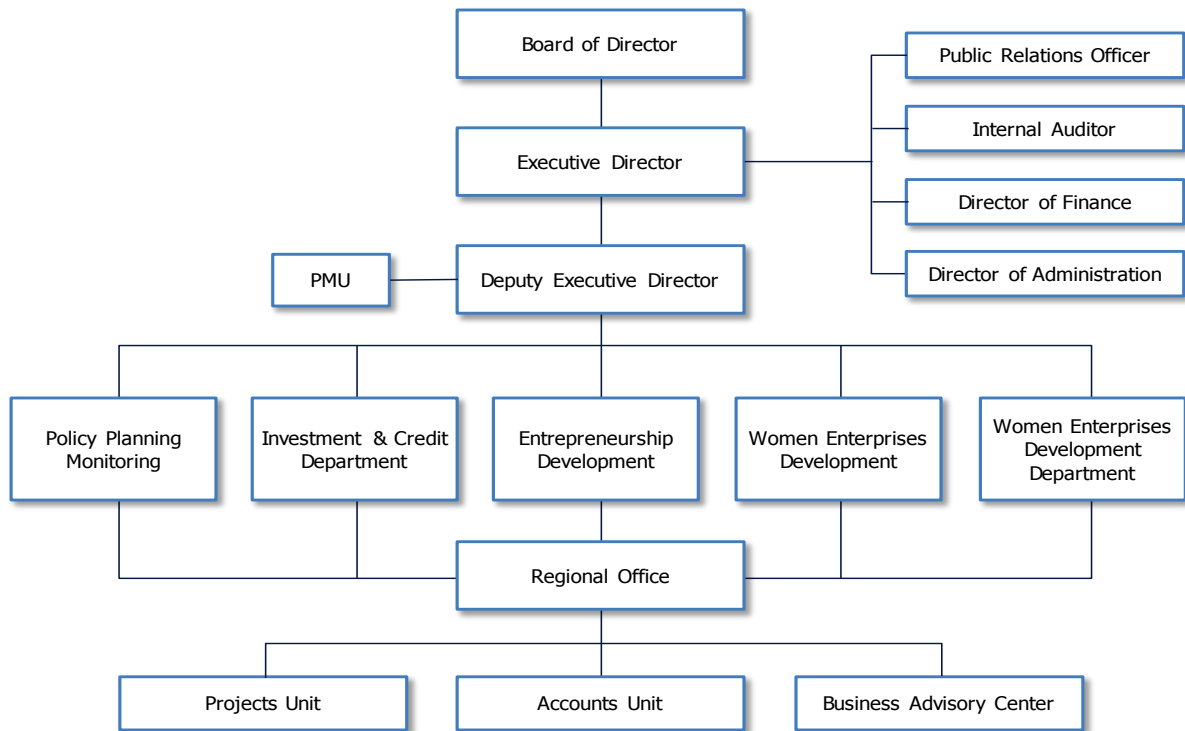 Board of Director
Public Relations Officer
Internal Auditor
Executive Director
Director of Finance
Director of Administration
PMU
Deputy Executive Director
Policy Planning
Monitoring
Investment & Credit
Department
Entrepreneurship
Development
Women Enterprises
Development
Women Enterprises
Development
Department
Regional Office
Projects Unit
Accounts Unit
Business Advisory Center